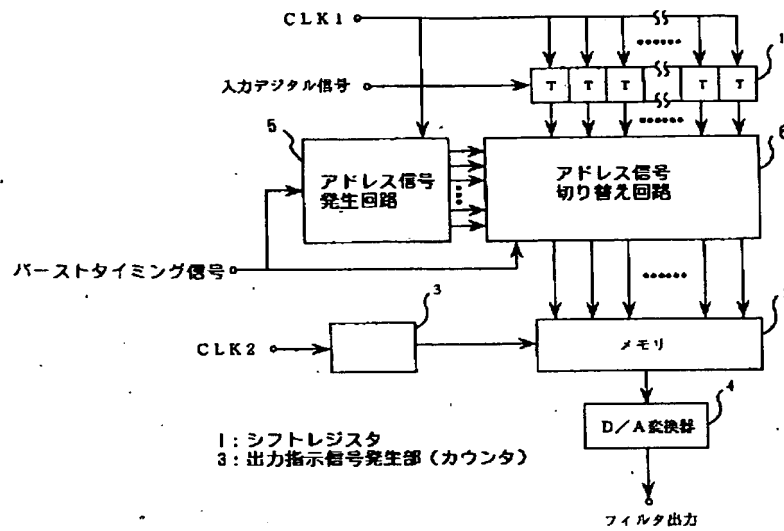 CLK1
1
T T T T T
入力デジタル信号
5
6
アドレス信号
発生回路
アドレス信号
切り替え回路
バーストタイミング信号
3
CLK2
メモリ
4
D/A変換器
1:シフトレジスタ
3:出力指示信号発生部(カウンタ)
フィルタ出力